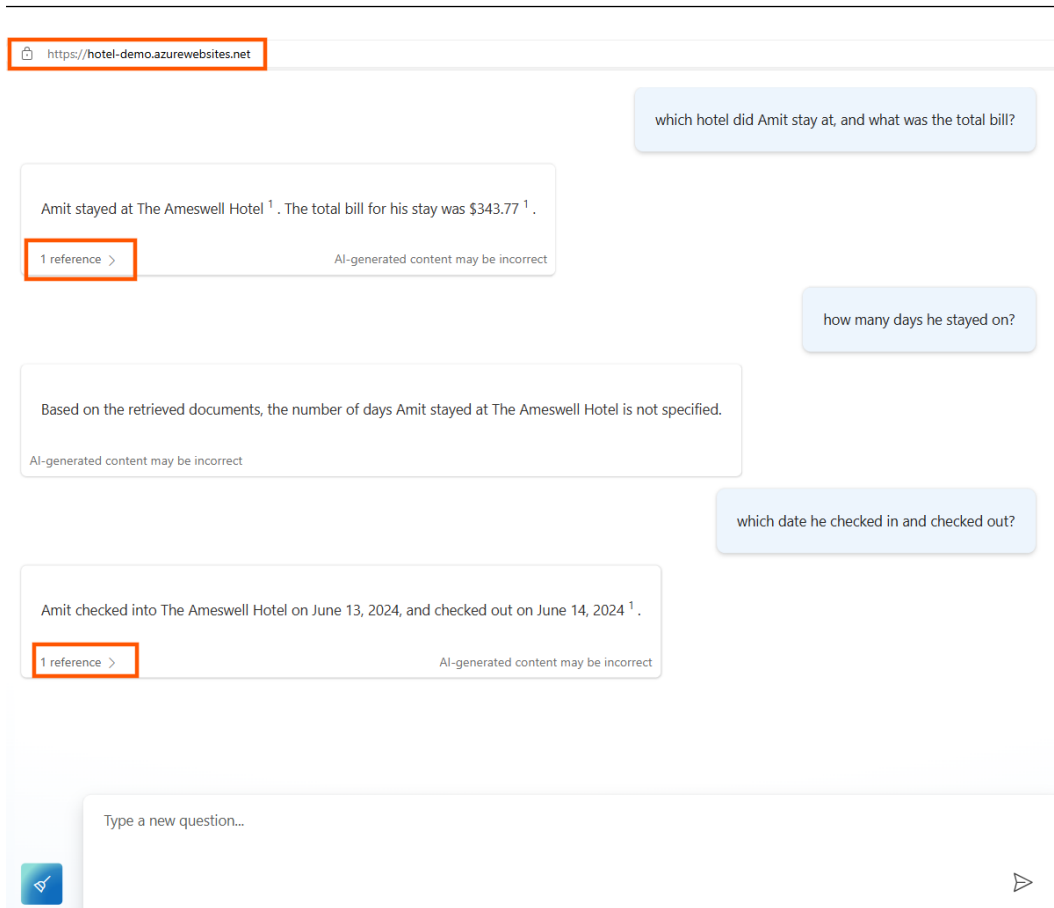 https://hotel-demo.azurewebsites.net
which hotel did Amit stay at, and what was the total bill?
Amit stayed at The Ameswell Hotel 1 . The total bill for his stay was $343.77 1 .
1 reference >
AI-generated content may be incorrect
how many days he stayed on?
Based on the retrieved documents, the number of days Amit stayed at The Ameswell Hotel is not specified.
AI-generated content may be incorrect
which date he checked in and checked out?
Amit checked into The Ameswell Hotel on June 13, 2024, and checked out on June 14, 2024 1 .
1 reference >
AI-generated content may be incorrect
Type a new question...